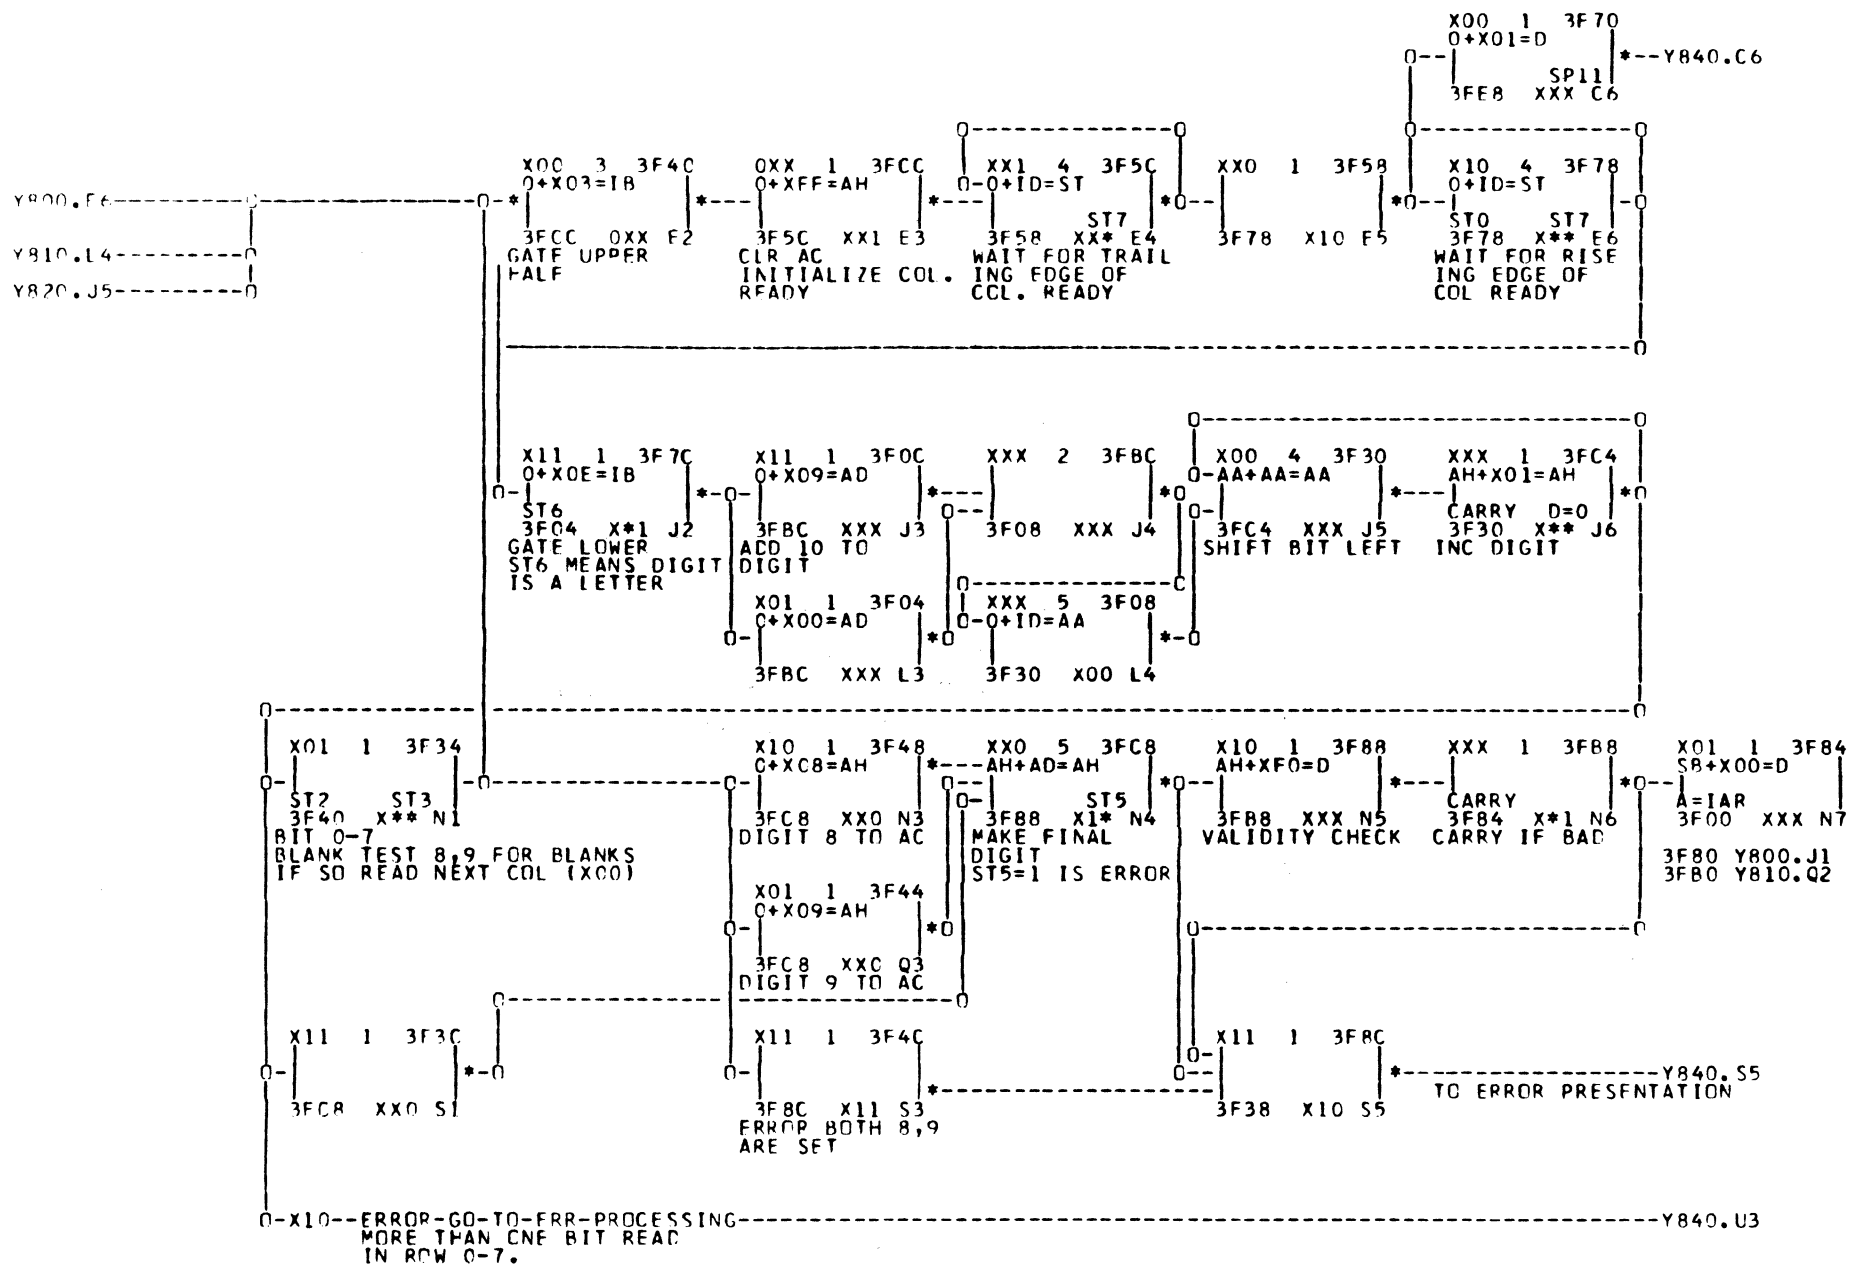 X00 1 3F70
0+X01=D
*--Y840.C6
SP11
3FE8 XXX C6
X00 3 3F40
0+X03=IB
3FCC 0XX E2
GATE UPPER
HALF
0XX 1 3FCC
0+XFF=AH
3F5C XX1 E3
CLR AC
INITIALIZE COL.
READY
XX1 4 3F5C
0+ID=ST
ST7
3F58 XX* E4
WAIT FOR TRAIL
ING EDGE OF
COL. READY
XX0 1 3F58
3F78 X10 E5
X10 4 3F78
0+ID=ST
ST0 ST7
3F78 X** E6
WAIT FOR RISE
ING EDGE OF
COL READY
Y800.E6
Y810.L4
Y820.J5
X11 1 3F7C
0+X0E=IB
ST6
3F04 X*1 J2
GATE LOWER
ST6 MEANS DIGIT
IS A LETTER
X11 1 3F0C
0+X09=AD
3FBC XXX J3
ADD 10 TO
DIGIT
XXX 2 3FBC
3F08 XXX J4
X00 4 3F30
AA+AA=AA
3FC4 XXX J5
SHIFT BIT LEFT
XXX 1 3FC4
AH+X01=AH
CARRY D=0
3F30 X** J6
INC DIGIT
X01 1 3F04
0+X00=AD
3FBC XXX L3
XXX 5 3F08
0+ID=AA
3F30 X00 L4
X01 1 3F34
ST2 ST3
3F40 X** N1
BIT 0-7
BLANK TEST 8,9 FOR BLANKS
IF SO READ NEXT COL (X00)
X10 1 3F48
0+XC8=AH
3FC8 XX0 N3
DIGIT 8 TO AC
XX0 5 3FC8
AH+AD=AH
ST5
3F88 X1* N4
MAKE FINAL
DIGIT
ST5=1 IS ERROR
X10 1 3F88
AH+XF0=D
3FB8 XXX N5
VALIDITY CHECK
XXX 1 3FB8
CARRY
3F84 X*1 N6
CARRY IF BAD
X01 1 3F84
SB+X00=D
A=IAR
3F00 XXX N7
3F80 Y800.J1
3FB0 Y810.Q2
X01 1 3F44
0+X09=AH
3FC8 XX0 Q3
DIGIT 9 TO AC
X11 1 3F3C
3FC8 XX0 S1
X11 1 3F4C
3F8C X11 S3
ERROR BOTH 8,9
ARE SET
X11 1 3F8C
3F38 X10 S5
Y840.S5
TO ERROR PRESENTATION
X10--ERROR-GO-TO-ERR-PROCESSING
MORE THAN ONE BIT READ
IN ROW 0-7.
Y840.U3